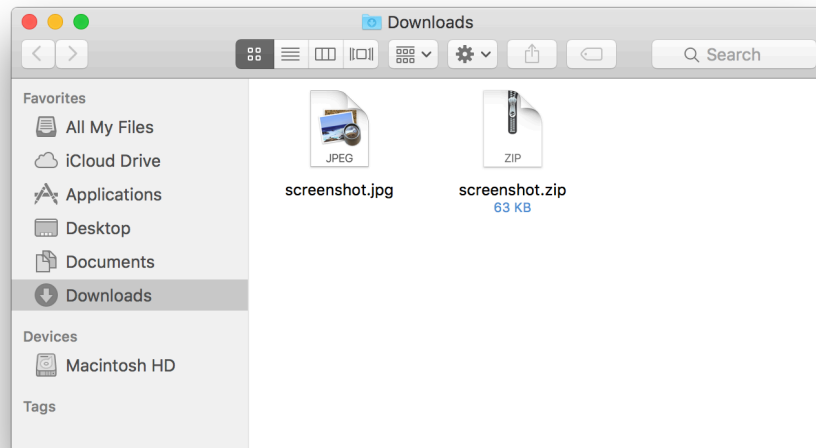 Downloads
Search
Favorites
All My Files
iCloud Drive
Applications
Desktop
Documents
Downloads
Devices
Macintosh HD
Tags
JPEG
screenshot.jpg
ZIP
screenshot.zip
63 KB